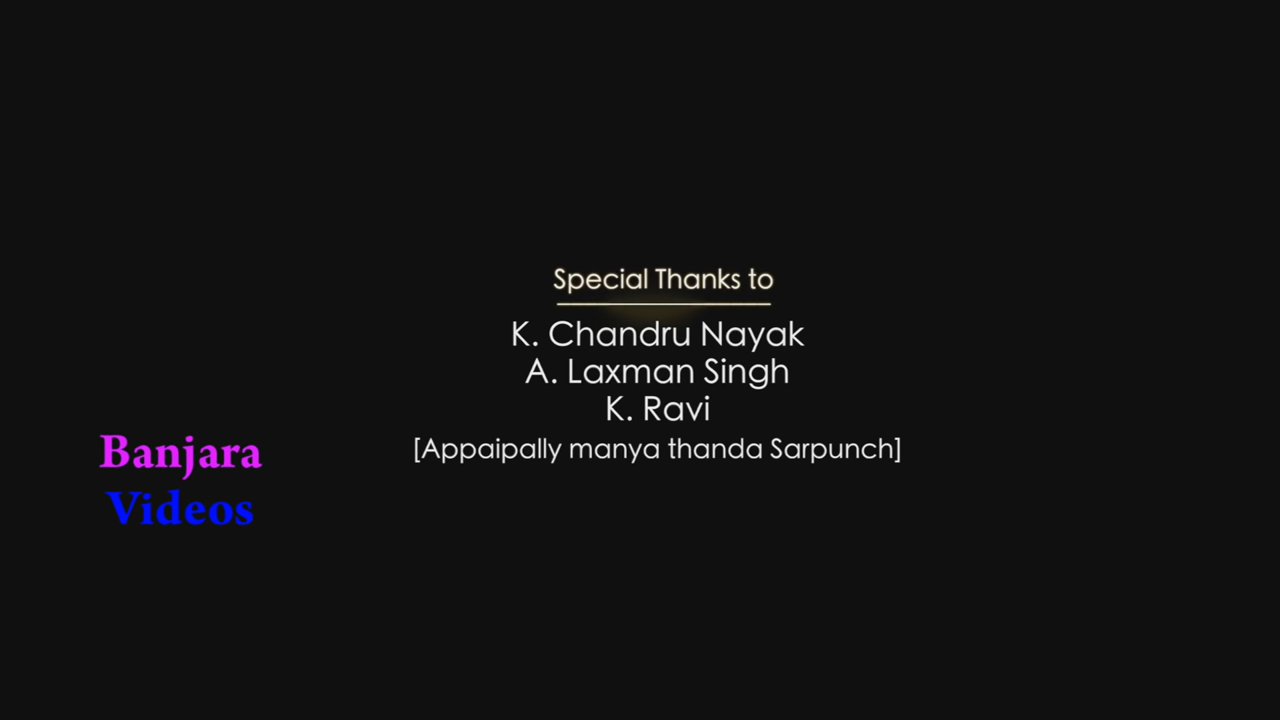 Special Thanks to
K. Chandru Nayak
A. Laxman Singh
K. Ravi
[Appaipally manya thanda Sarpunch]
Banjara
Videos